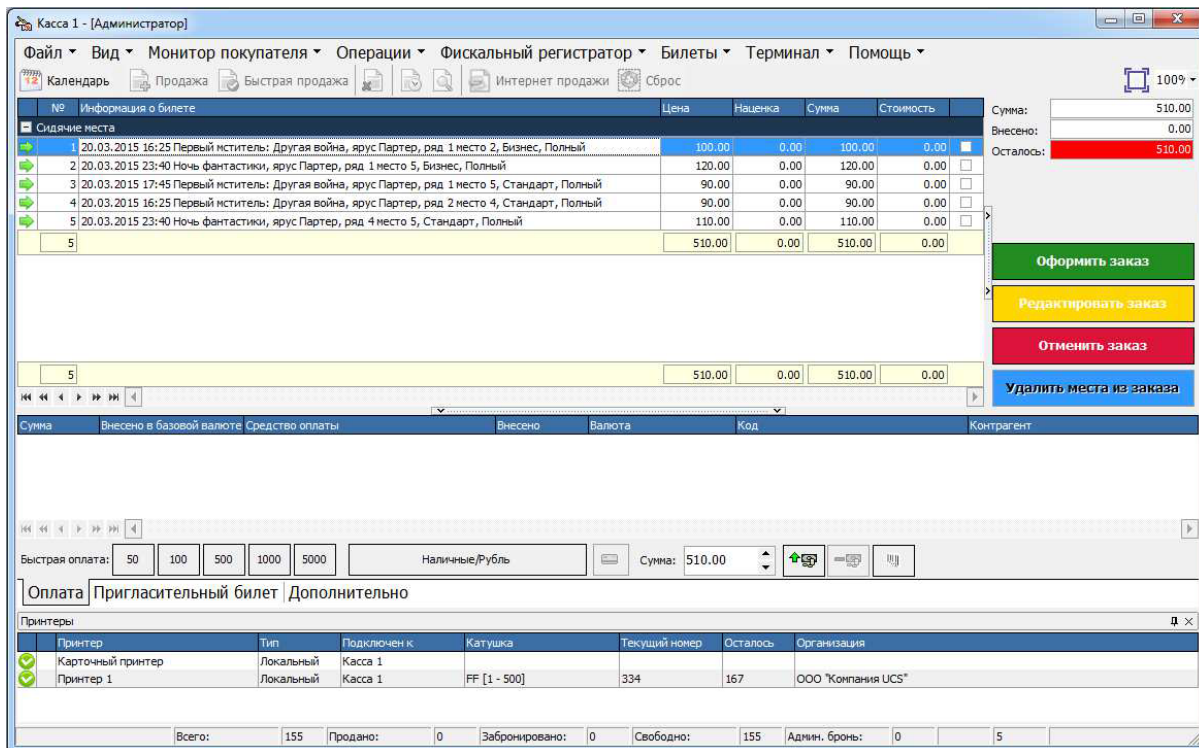 Касса 1 - [Администратор]
Файл Вид Монитор покупателя Операции Фискальный регистратор Билеты Терминал Помощь
12 Календарь Продажа Быстрая продажа Интернет продажи Сброс 100%
№ Информация о билете Цена Наценка Сумма Стоимость
Сумма: 510.00
Сидячие места
Внесено: 0.00
1 20.03.2015 16:25 Первый мститель: Другая война, ярус Партер, ряд 1 место 2, Бизнес, Полный 100.00 0.00 100.00 0.00
Осталось: 510.00
2 20.03.2015 23:40 Ночь фантастики, ярус Партер, ряд 1 место 5, Бизнес, Полный 120.00 0.00 120.00 0.00
3 20.03.2015 17:45 Первый мститель: Другая война, ярус Партер, ряд 1 место 5, Стандарт, Полный 90.00 0.00 90.00 0.00
4 20.03.2015 16:25 Первый мститель: Другая война, ярус Партер, ряд 2 место 4, Стандарт, Полный 90.00 0.00 90.00 0.00
5 20.03.2015 23:40 Ночь фантастики, ярус Партер, ряд 4 место 5, Стандарт, Полный 110.00 0.00 110.00 0.00
5 510.00 0.00 510.00 0.00
Оформить заказ
Редактировать заказ
Отменить заказ
5 510.00 0.00 510.00 0.00
Удалить места из заказа
Сумма Внесено в базовой валюте Средство оплаты Внесено Валюта Код Контрагент
Быстрая оплата: 50 100 500 1000 5000 Наличные/Рубль Сумма: 510.00
Оплата Пригласительный билет Дополнительно
Принтеры
Принтер Тип Подключен к Катушка Текущий номер Осталось Организация
Карточный принтер Локальный Касса 1
Принтер 1 Локальный Касса 1 FF [1 - 500] 334 167 ООО "Компания UCS"
Всего: 155 Продано: 0 Забронировано: 0 Свободно: 155 Админ. бронь: 0 5